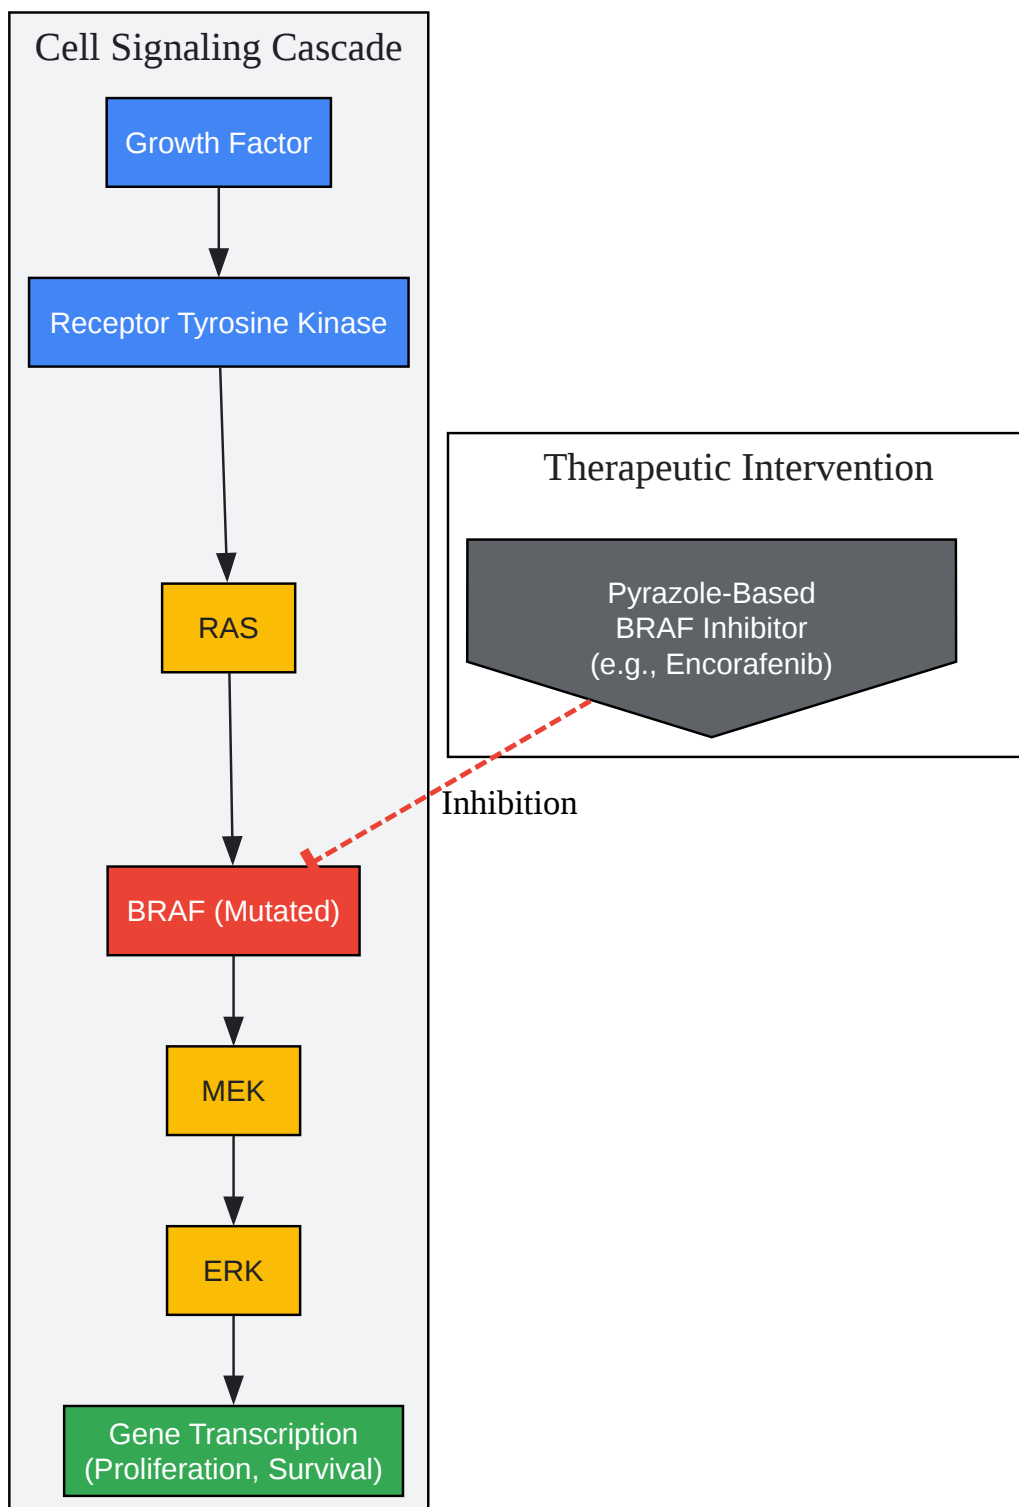 Cell Signaling Cascade
Growth Factor
Receptor Tyrosine Kinase
Therapeutic Intervention
Pyrazole-Based
BRAF Inhibitor
(e.g., Encorafenib)
RAS
Inhibition
BRAF (Mutated)
MEK
ERK
Gene Transcription
(Proliferation, Survival)